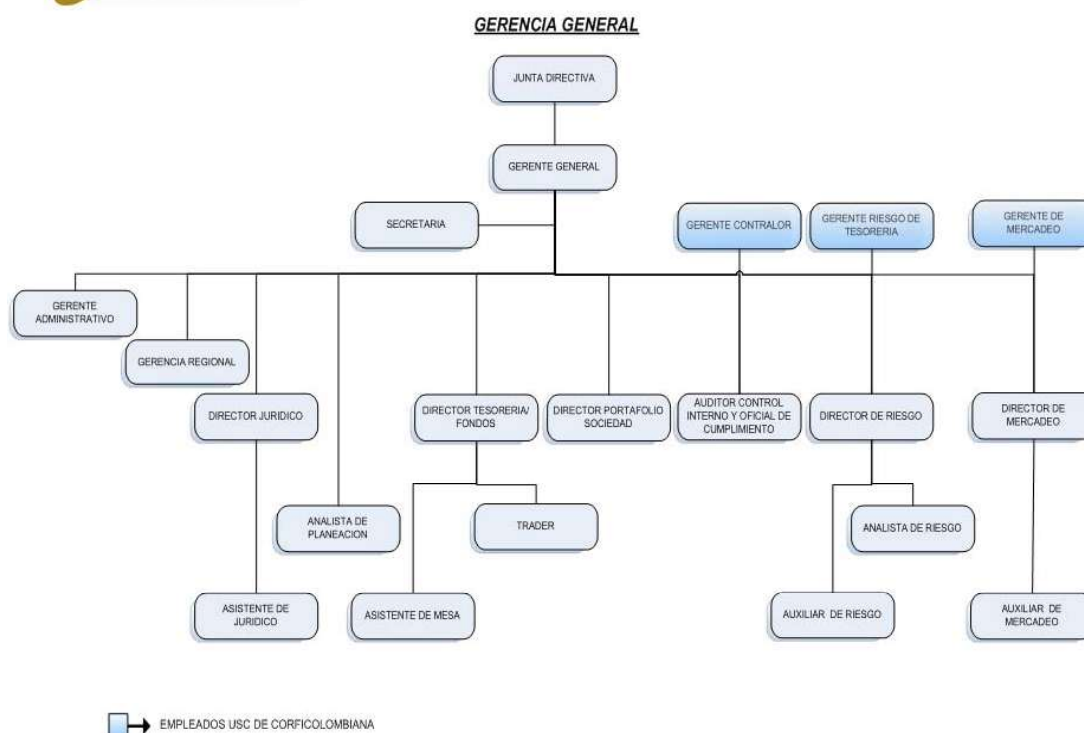 GERENCIA GENERAL
JUNTA DIRECTIVA
GERENTE GENERAL
SECRETARIA
GERENTE CONTRALOR
GERENTE RIESGO DE
TESORERIA
GERENTE DE
MERCADEO
GERENTE
ADMINISTRATIVO
GERENCIA REGIONAL
DIRECTOR JURIDICO
DIRECTOR TESORERIA/
FONDOS
DIRECTOR PORTAFOLIO
SOCIEDAD
AUDITOR CONTROL
INTERNO Y OFICIAL DE
CUMPLIMIENTO
DIRECTOR DE RIESGO
DIRECTOR DE
MERCADEO
ANALISTA DE
PLANEACION
TRADER
ANALISTA DE RIESGO
ASISTENTE DE
JURIDICO
ASISTENTE DE MESA
AUXILIAR DE RIESGO
AUXILIAR DE
MERCADEO
EMPLEADOS USC DE CORFICOLOMBIANA